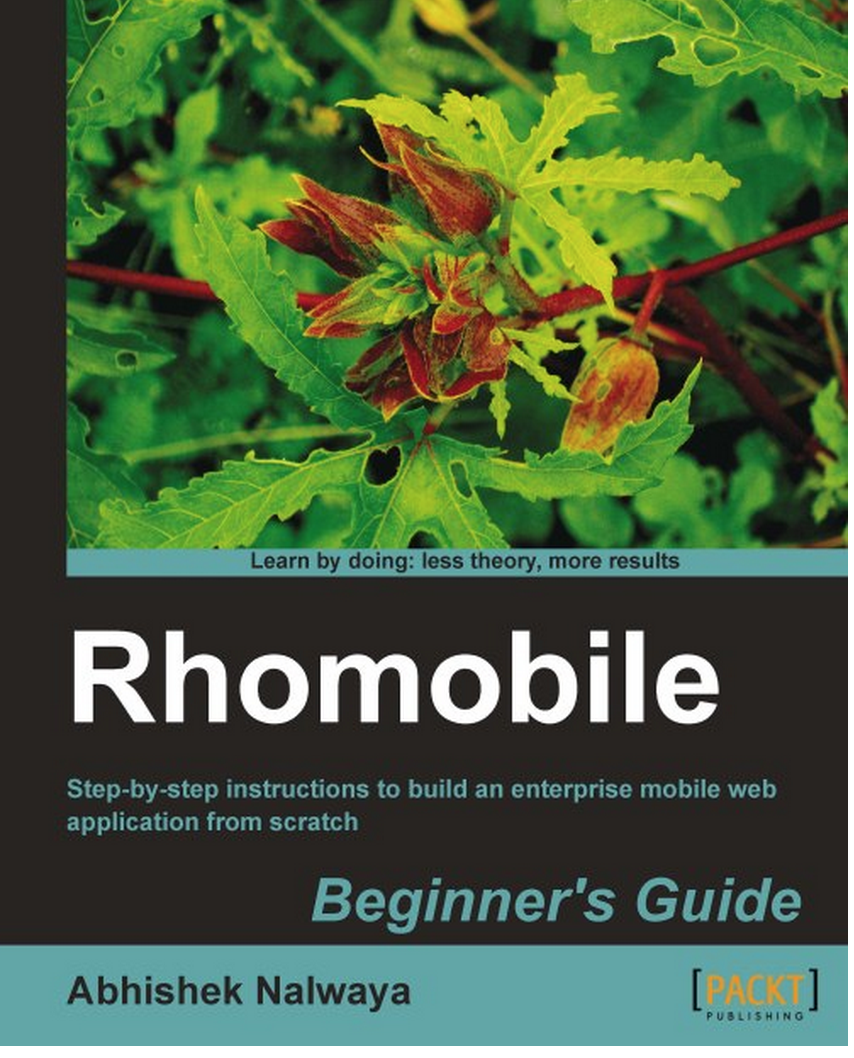 Learn by doing: less theory, more results
Rhomobile
Step-by-step instructions to build an enterprise mobile web
application from scratch
Beginner's Guide
Abhishek Nalwaya
[PACKT]
PUBLISHING